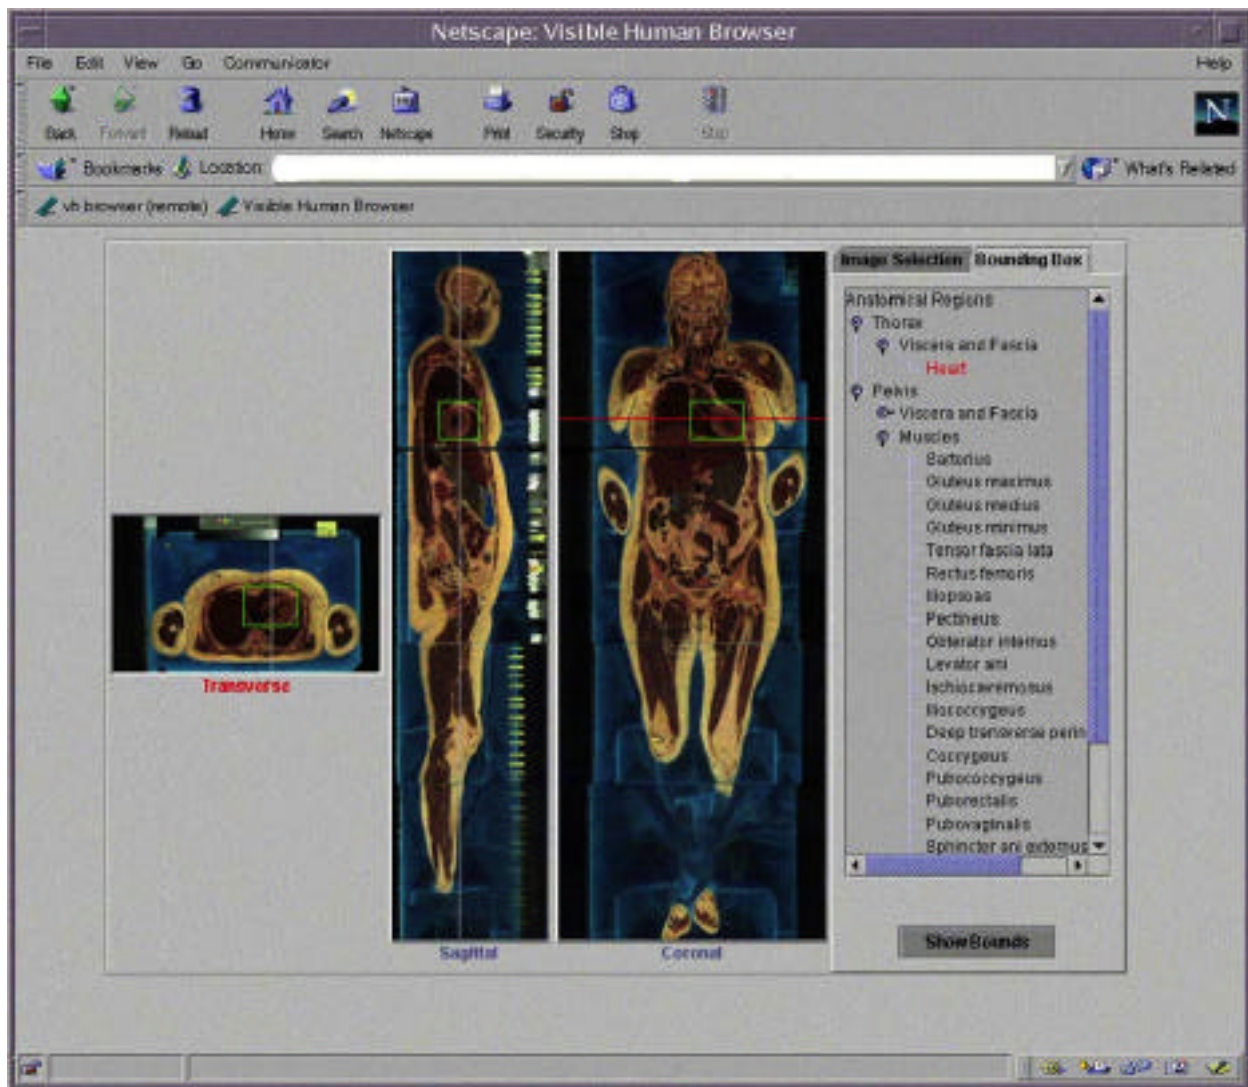 Netscape: Visible Human Browser
File Edit View Go Communicator Help
Back Forward Reload Home Search Netscape Print Security Shop Stop
Bookmarks Location: What's Related
vh browser (remote) Visible Human Browser
Image Selection Bounding Box
Anatomical Regions
Thorax
Viscera and Fascia
Heart
Pelvis
Viscera and Fascia
Muscles
Sartorius
Gluteus maximus
Gluteus medius
Gluteus minimus
Tensor fascia lata
Rectus femoris
Iliopsoas
Pectineus
Obterator internus
Levator ani
Ischiocavernosus
Iliococcygeus
Deep transverse perin
Coccygeus
Pubococcygeus
Puborectalis
Pubovaginalis
Sphincter ani externus
Transverse
Sagittal
Coronal
Show Bounds